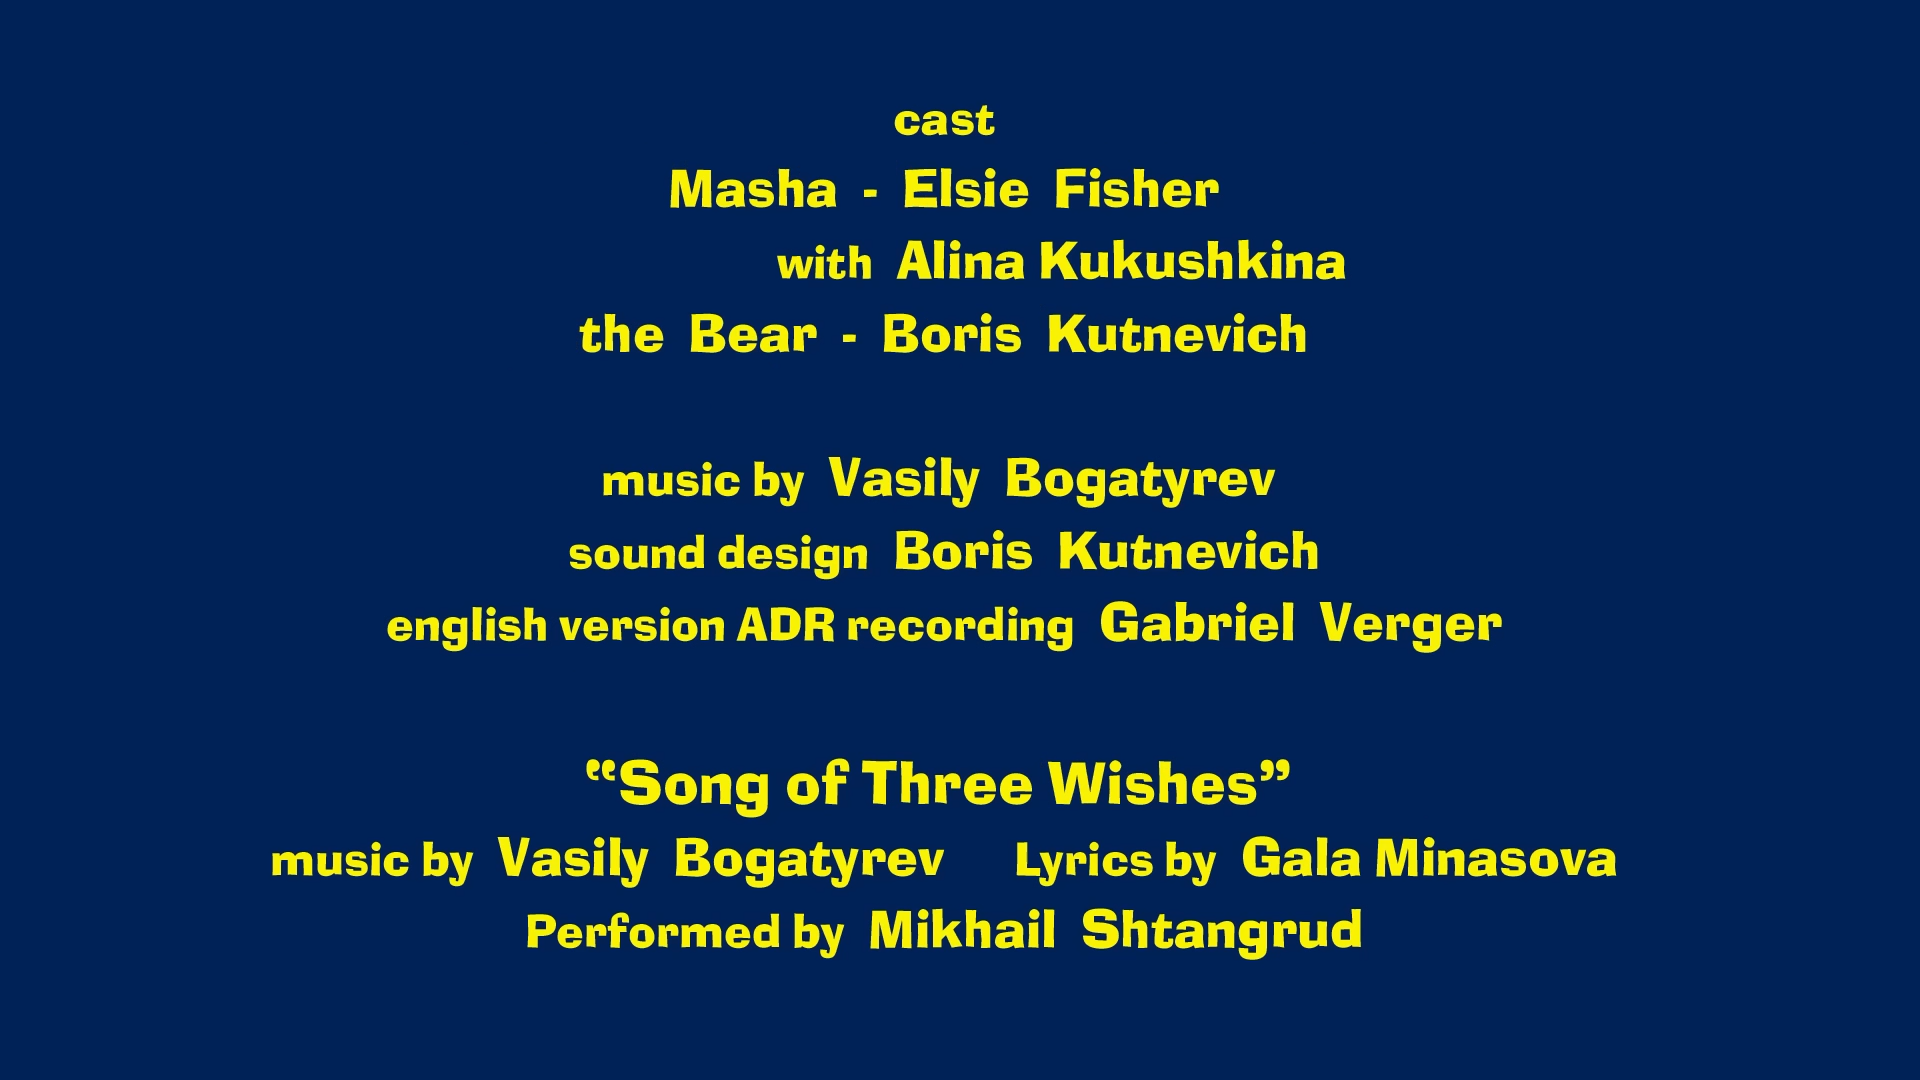 cast
Masha - Elsie Fisher
with Alina Kukushkina
the Bear - Boris Kutnevich
music by Vasily Bogatyrev
sound design Boris Kutnevich
english version ADR recording Gabriel Verger
“Song of Three Wishes”
music by Vasily Bogatyrev Lyrics by Gala Minasova
Performed by Mikhail Shtangrud